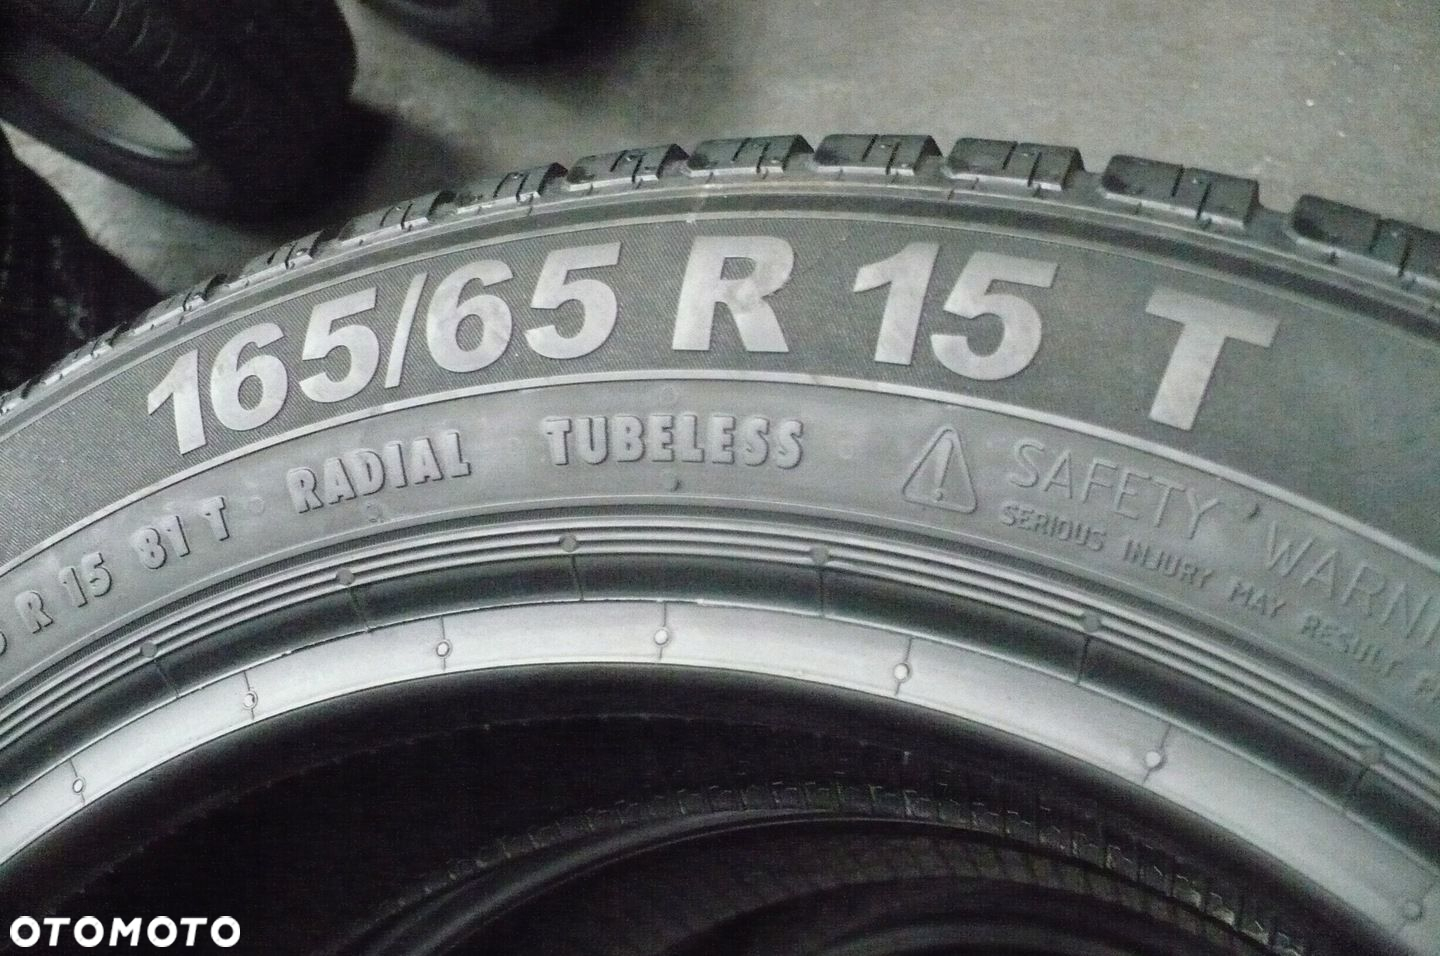 165/65 R 15 T
R 15 81 T RADIAL TUBELESS
SAFETY WARNI
SERIOUS INJURY MAY RESULT
OTOMOTO